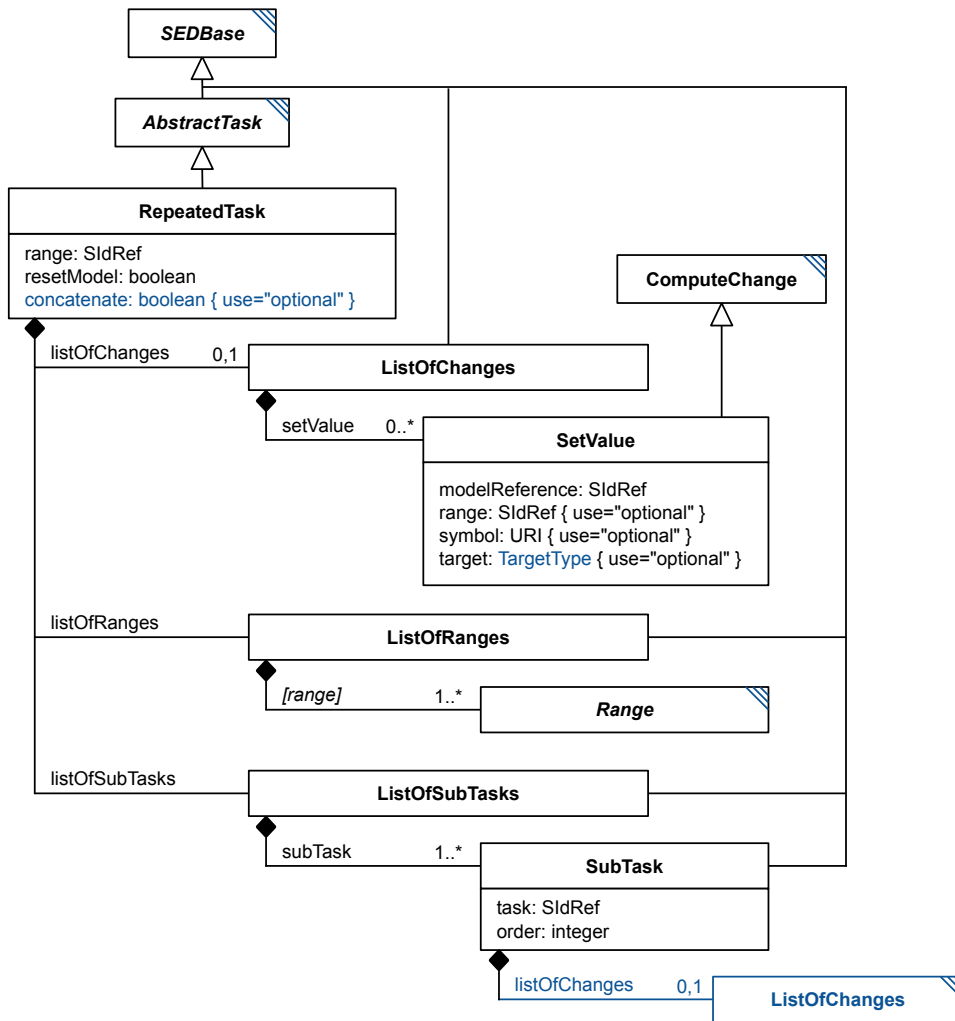 SEDBase
AbstractTask
RepeatedTask
range: SIdRef
resetModel: boolean
concatenate: boolean { use="optional" }
ComputeChange
listOfChanges 0,1
ListOfChanges
setValue 0..*
SetValue
modelReference: SIdRef
range: SIdRef { use="optional" }
symbol: URI { use="optional" }
target: TargetType { use="optional" }
listOfRanges
ListOfRanges
[range] 1..*
Range
listOfSubTasks
ListOfSubTasks
subTask 1..*
SubTask
task: SIdRef
order: integer
listOfChanges 0,1
ListOfChanges